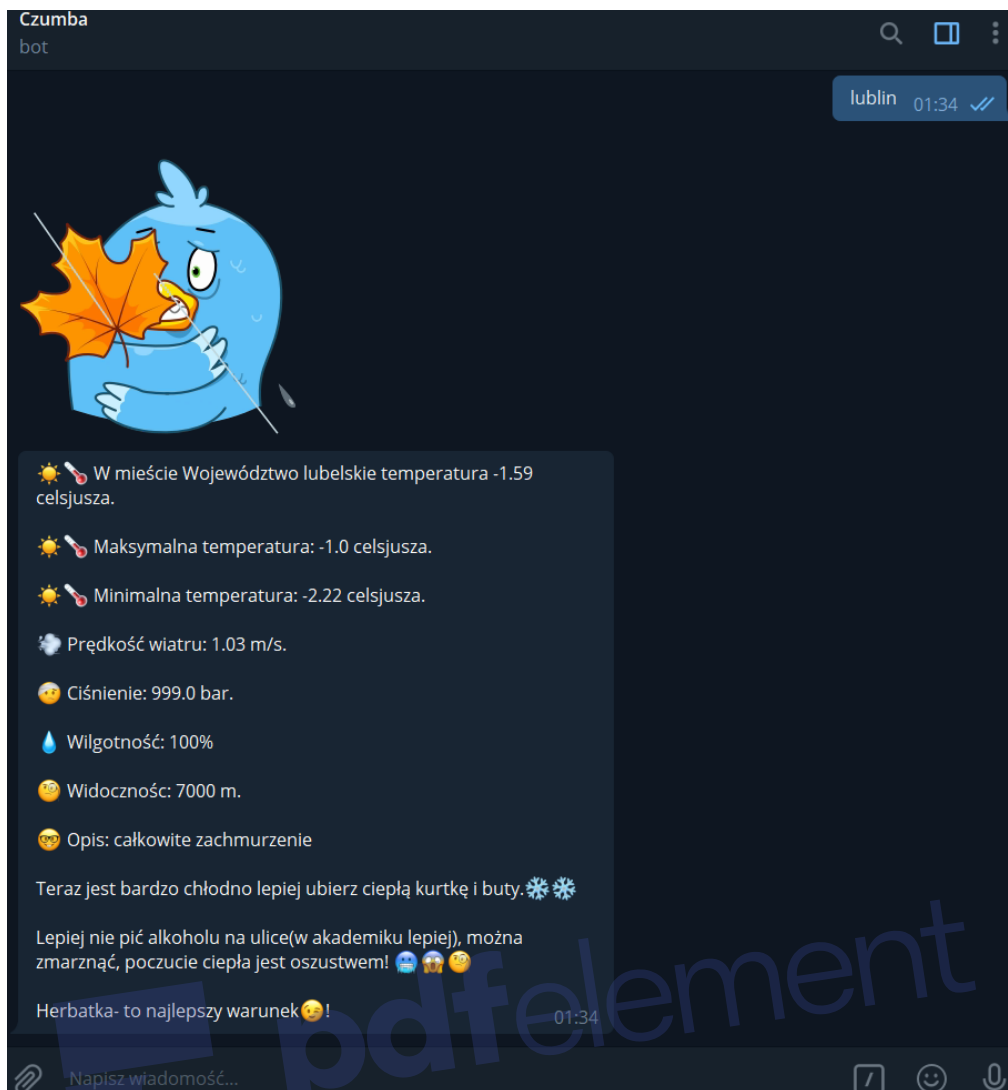 Czumba
bot
lublin 01:34
☀️🌡️ W mieście Województwo lubelskie temperatura -1.59
celsjusza.
☀️🌡️ Maksymalna temperatura: -1.0 celsjusza.
☀️🌡️ Minimalna temperatura: -2.22 celsjusza.
🌬️ Prędkość wiatru: 1.03 m/s.
🤕 Ciśnienie: 999.0 bar.
💧 Wilgotność: 100%
🧐 Widocznośc: 7000 m.
🤓 Opis: całkowite zachmurzenie
Teraz jest bardzo chłodno lepiej ubierz ciepłą kurtkę i buty.❄️❄️
Lepiej nie pić alkoholu na ulice(w akademiku lepiej), można
zmarznąć, poczucie ciepła jest oszustwem! 🥶😱🧐
Herbatka- to najlepszy warunek😉!
01:34
pdfelement
Napisz wiadomość...